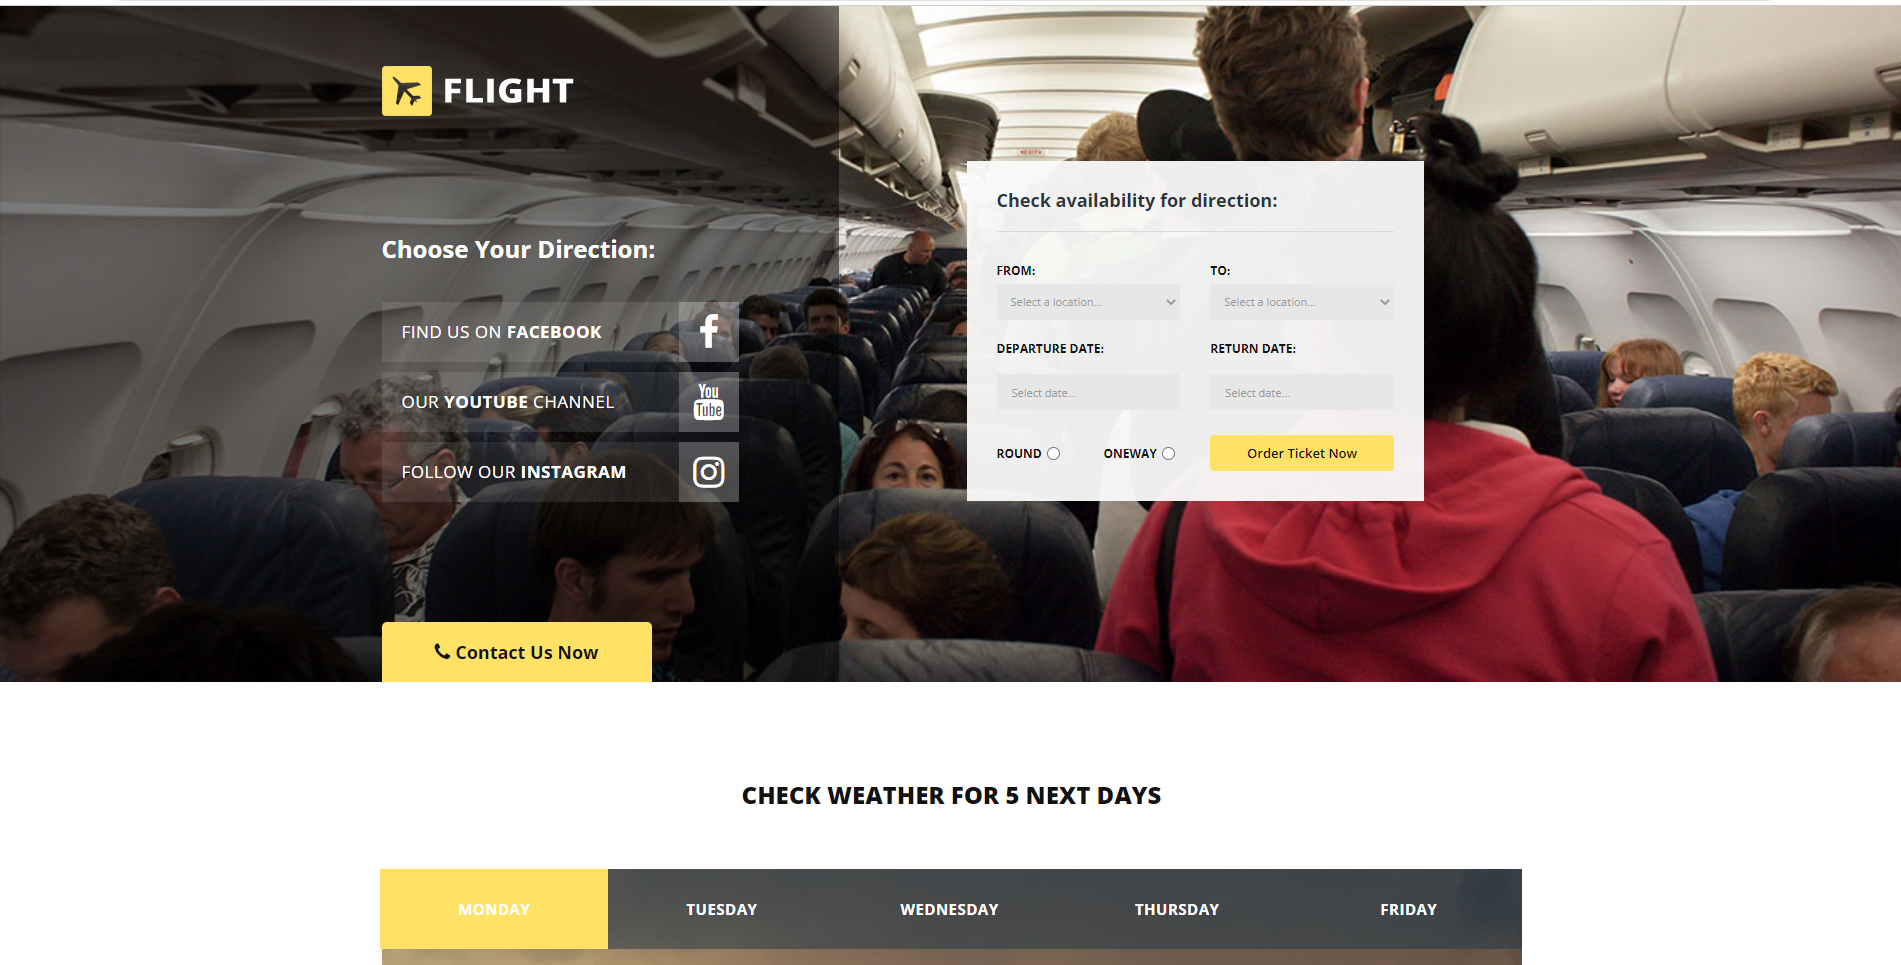 FLIGHT
Choose Your Direction:
FIND US ON FACEBOOK
OUR YOUTUBE CHANNEL
You
Tube
FOLLOW OUR INSTAGRAM
Contact Us Now
Check availability for direction:
FROM:
TO:
Select a location...
Select a location...
DEPARTURE DATE:
RETURN DATE:
Select date...
Select date...
ROUND
ONEWAY
Order Ticket Now
CHECK WEATHER FOR 5 NEXT DAYS
MONDAY
TUESDAY
WEDNESDAY
THURSDAY
FRIDAY